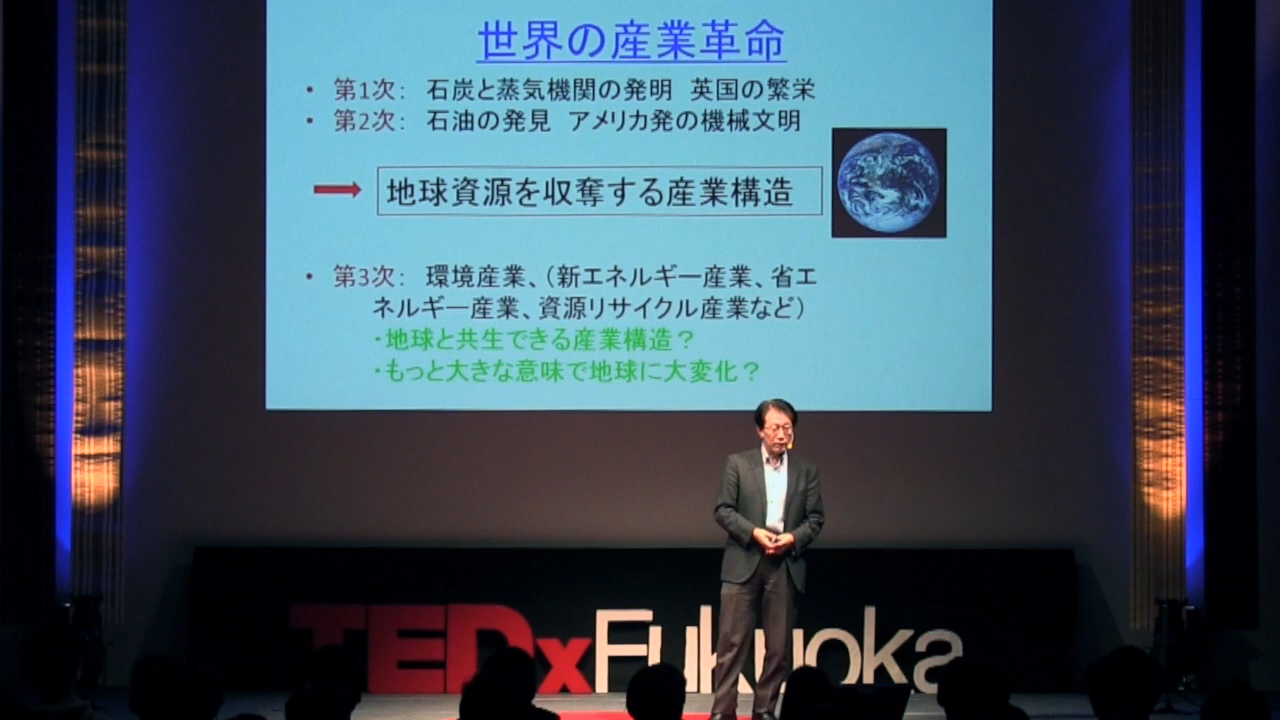 世界の産業革命
• 第1次： 石炭と蒸気機関の発明 英国の繁栄
• 第2次： 石油の発見 アメリカ発の機械文明
地球資源を収奪する産業構造
• 第3次： 環境産業、（新エネルギー産業、省エ
ネルギー産業、資源リサイクル産業など）
・地球と共生できる産業構造？
・もっと大きな意味で地球に大変化？
TEDxFukuoka